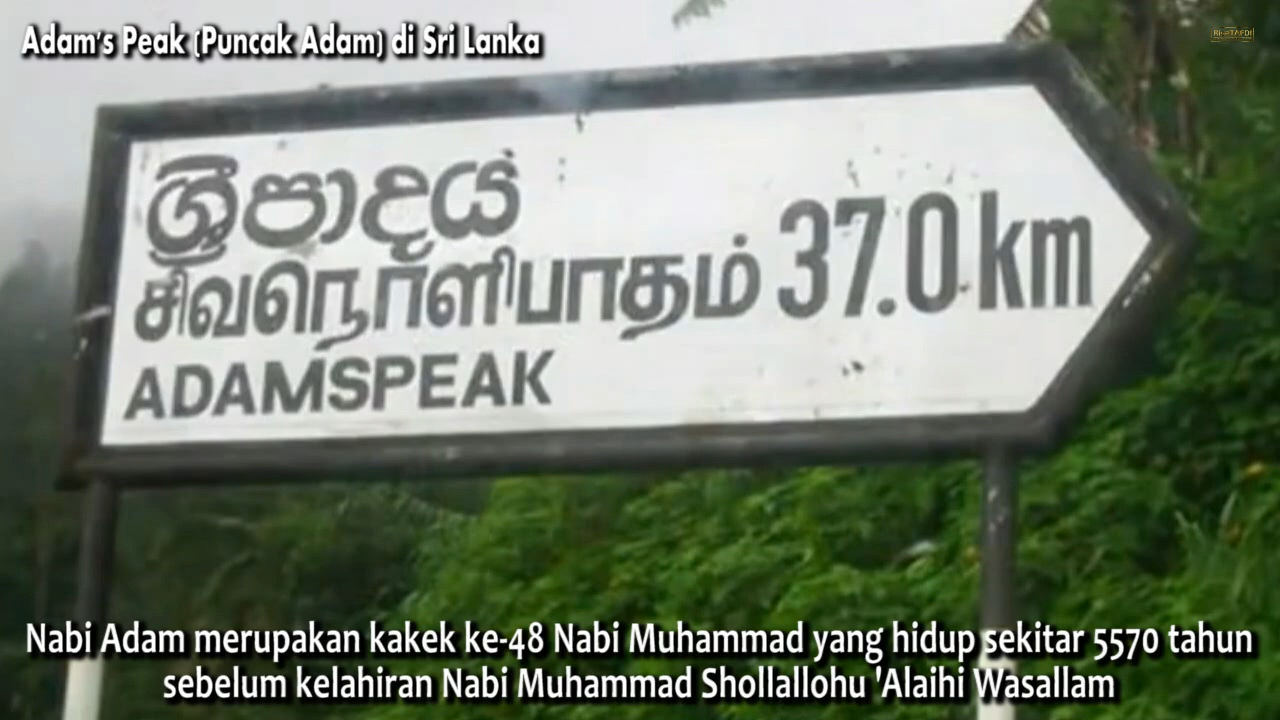 Adam's Peak (Puncak Adam) di Sri Lanka
ශ්‍රීපාදය
சிவநொளிபாதம் 37.0 km
ADAMSPEAK
Nabi Adam merupakan kakek ke-48 Nabi Muhammad yang hidup sekitar 5570 tahun
sebelum kelahiran Nabi Muhammad Shollallohu 'Alaihi Wasallam